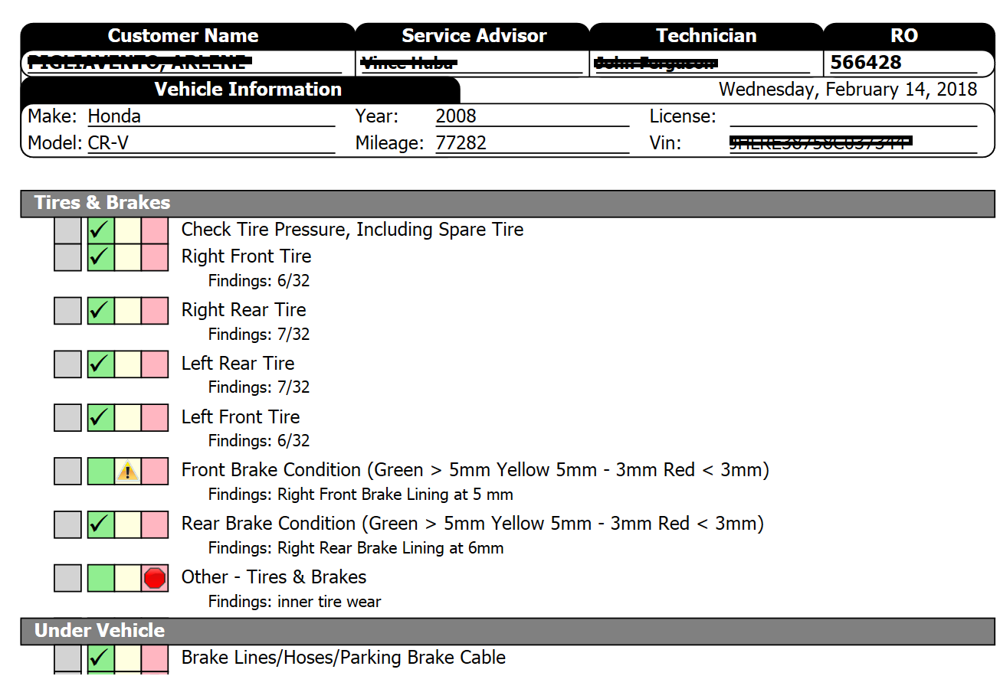 Customer Name Service Advisor Technician RO
566428
Vehicle Information Wednesday, February 14, 2018
Make: Honda Year: 2008 License:
Model: CR-V Mileage: 77282 Vin:
Tires & Brakes
Check Tire Pressure, Including Spare Tire
Right Front Tire
Findings: 6/32
Right Rear Tire
Findings: 7/32
Left Rear Tire
Findings: 7/32
Left Front Tire
Findings: 6/32
Front Brake Condition (Green > 5mm Yellow 5mm - 3mm Red < 3mm)
Findings: Right Front Brake Lining at 5 mm
Rear Brake Condition (Green > 5mm Yellow 5mm - 3mm Red < 3mm)
Findings: Right Rear Brake Lining at 6mm
Other - Tires & Brakes
Findings: inner tire wear
Under Vehicle
Brake Lines/Hoses/Parking Brake Cable